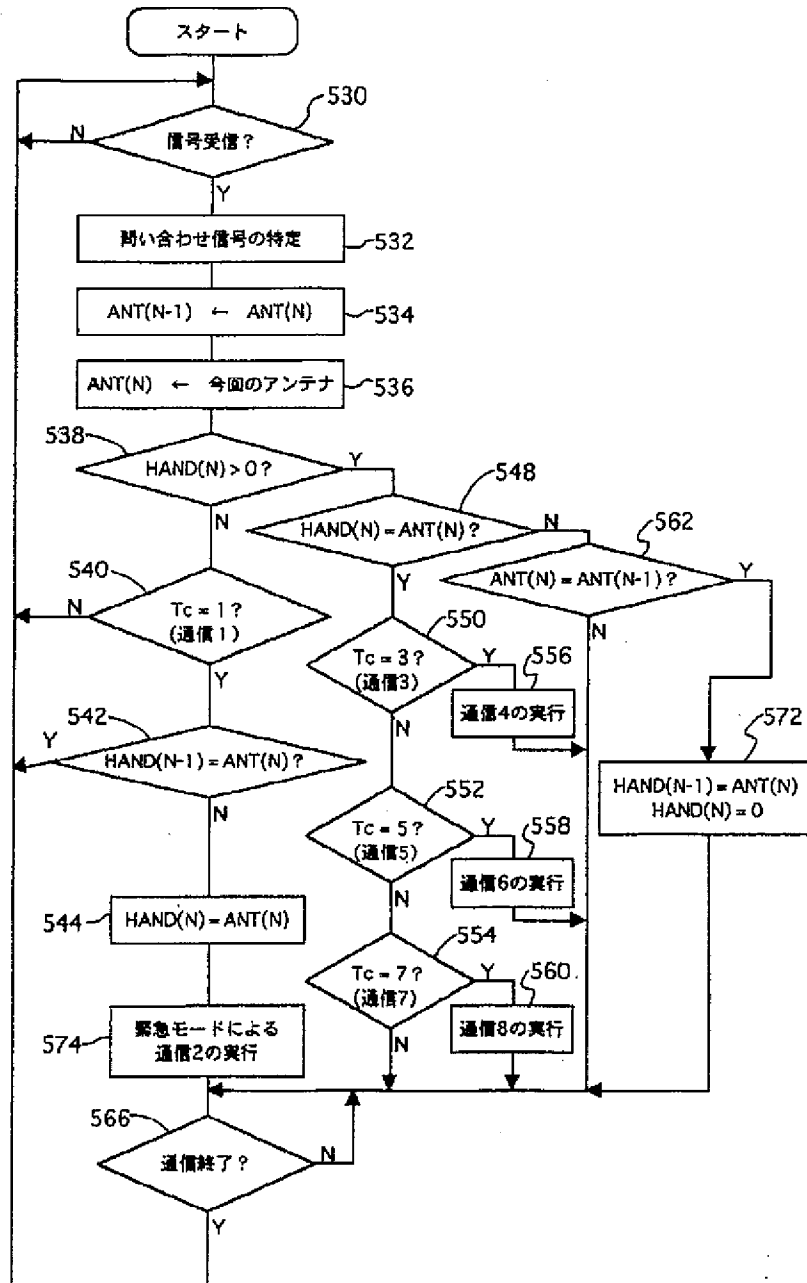 スタート
530
信号受信？
N
Y
問い合わせ信号の特定
532
ANT(N-1) ← ANT(N)
534
ANT(N) ← 今回のアンテナ
536
538
HAND(N) > 0？
Y
N
548
HAND(N) = ANT(N)？
N
Y
562
ANT(N) = ANT(N-1)？
Y
N
540
Tc = 1？
(通信1)
N
Y
550
Tc = 3？
(通信3)
Y
N
556
通信4の実行
572
HAND(N-1) = ANT(N)
HAND(N) = 0
542
HAND(N-1) = ANT(N)？
Y
N
552
Tc = 5？
(通信5)
Y
N
558
通信6の実行
544
HAND(N) = ANT(N)
554
Tc = 7？
(通信7)
Y
N
560
通信8の実行
574
緊急モードによる
通信2の実行
566
通信終了？
N
Y